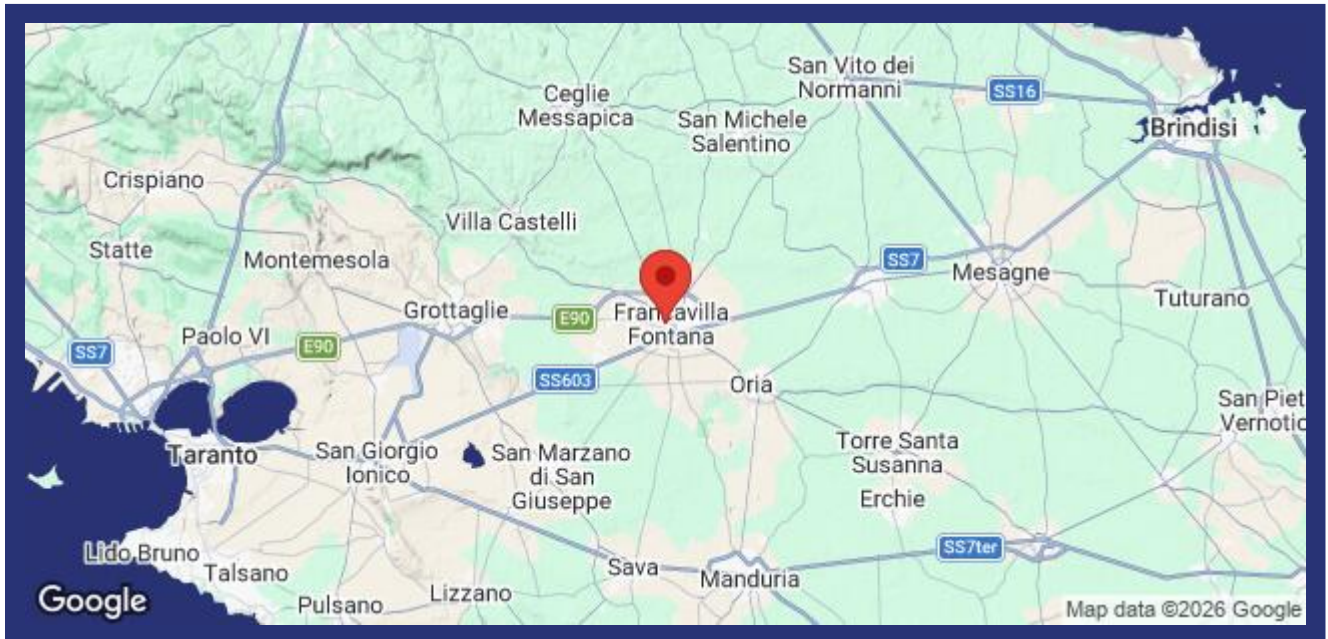 San Vito dei
Normanni
SS16
Ceglie
Messapica
San Michele
Salentino
Brindisi
Crispiano
Villa Castelli
Statte
Montemesola
SS7
Mesagne
Tuturano
Grottaglie
E90
Francavilla
Fontana
Paolo VI
E90
SS7
SS603
Oria
San Piet
Vernotic
San Giorgio
Ionico
Taranto
San Marzano
di San
Giuseppe
Torre Santa
Susanna
Erchie
SS7ter
Lido Bruno
Talsano
Sava
Manduria
Lizzano
Pulsano
Google
Map data ©2026 Google